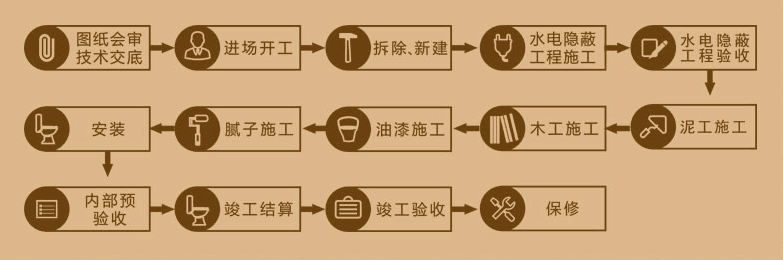 图纸会审
技术交底
进场开工
拆除、新建
水电隐蔽
工程施工
水电隐蔽
工程验收
泥工施工
木工施工
油漆施工
腻子施工
安装
内部预
验收
竣工结算
竣工验收
保修